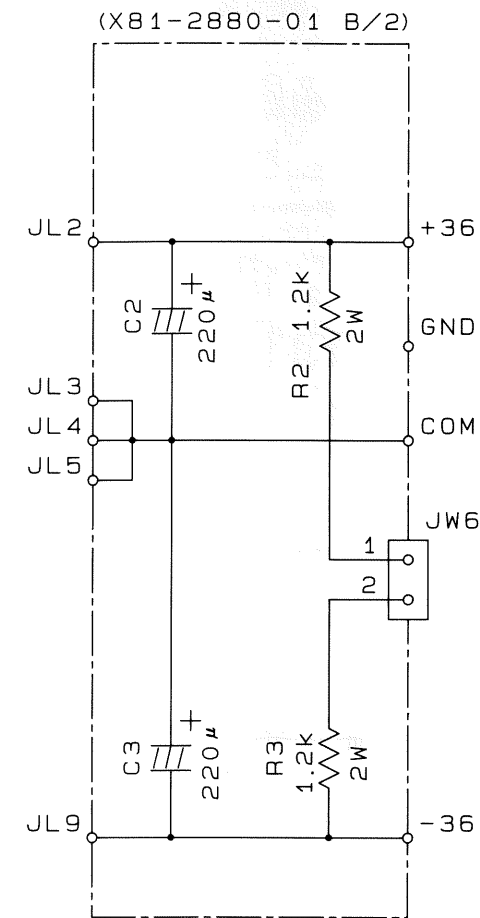 (X81-2880-01 B/2)
JL2
+36
C2
+
220μ
R2
1.2K
2W
GND
JL3
JL4
JL5
COM
JW6
1
2
C3
+
220μ
R3
1.2K
2W
JL9
-36